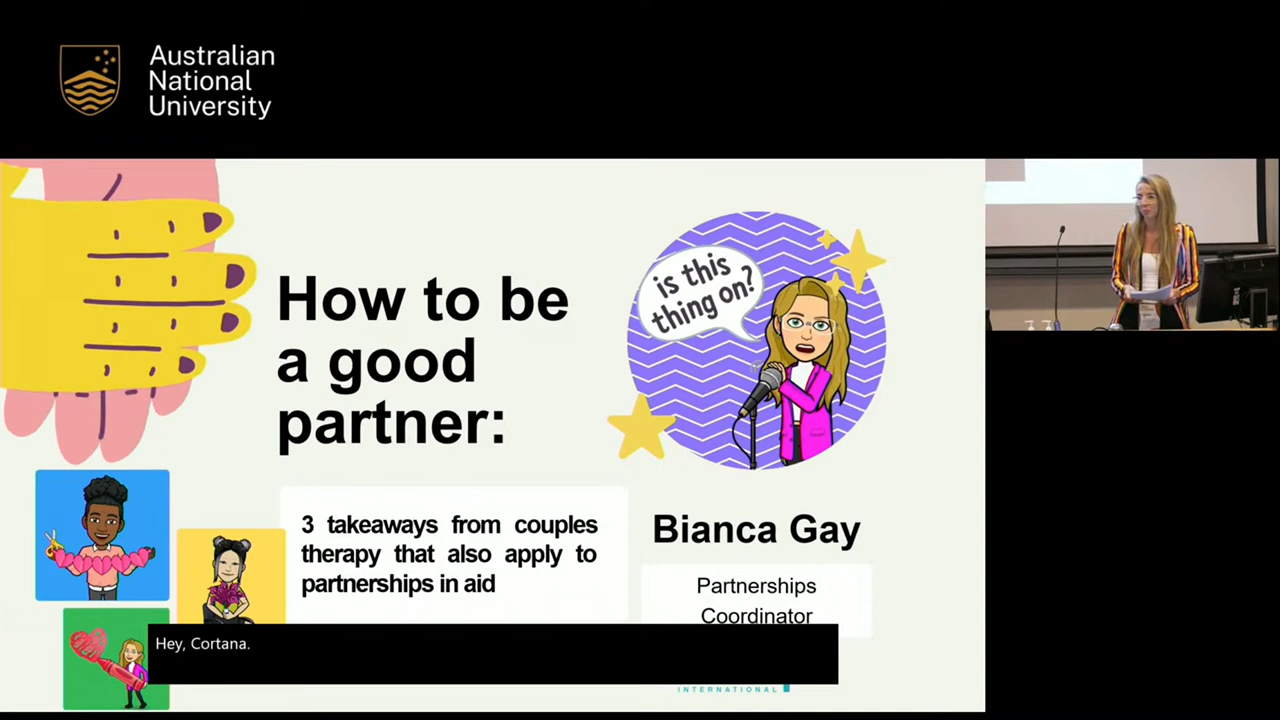 Australian
National
University
How to be
a good
partner:
is this
thing on?
3 takeaways from couples
therapy that also apply to
partnerships in aid
Bianca Gay
Partnerships
Coordinator
Hey, Cortana.
INTERNATIONAL